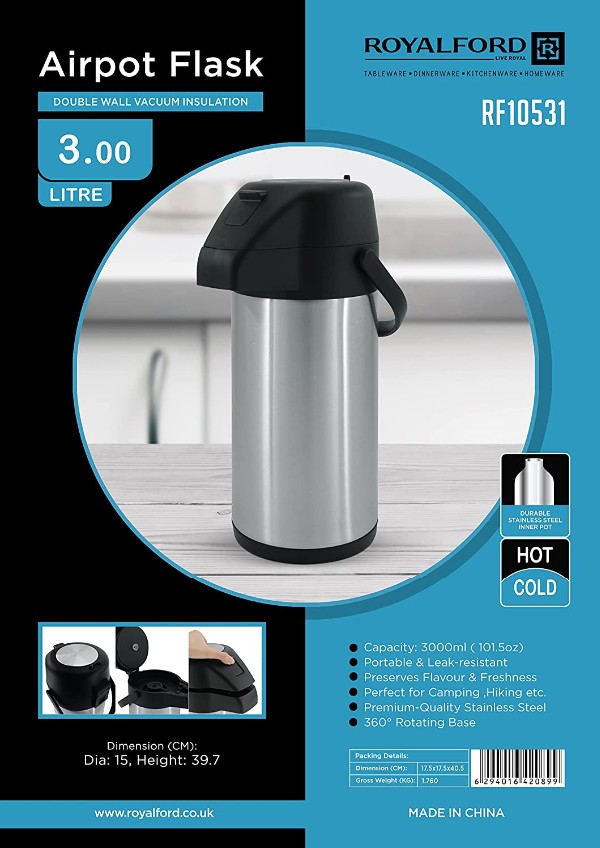 Airpot Flask
DOUBLE WALL VACUUM INSULATION
3.00
LITRE
ROYALFORD
LIVE ROYAL
R
TABLEWARE • DINNERWARE • KITCHENWARE • HOMEWARE
RF10531
DURABLE
STAINLESS STEEL
INNER POT
HOT
COLD
• Capacity: 3000ml ( 101.5oz)
• Portable & Leak-resistant
• Preserves Flavour & Freshness
• Perfect for Camping ,Hiking etc.
• Premium-Quality Stainless Steel
• 360° Rotating Base
Dimension (CM):
Dia: 15, Height: 39.7
Packing Details:
Dimension (CM): 17.5x17.5x40.5
Gross Weight (KG): 1.760
6 294016 420899
www.royalford.co.uk
MADE IN CHINA